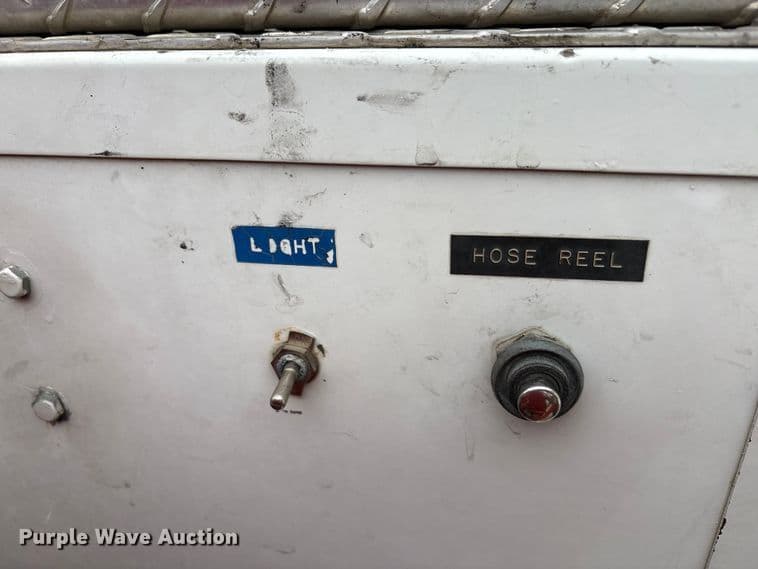 LIGHT
HOSE REEL
Purple Wave Auction